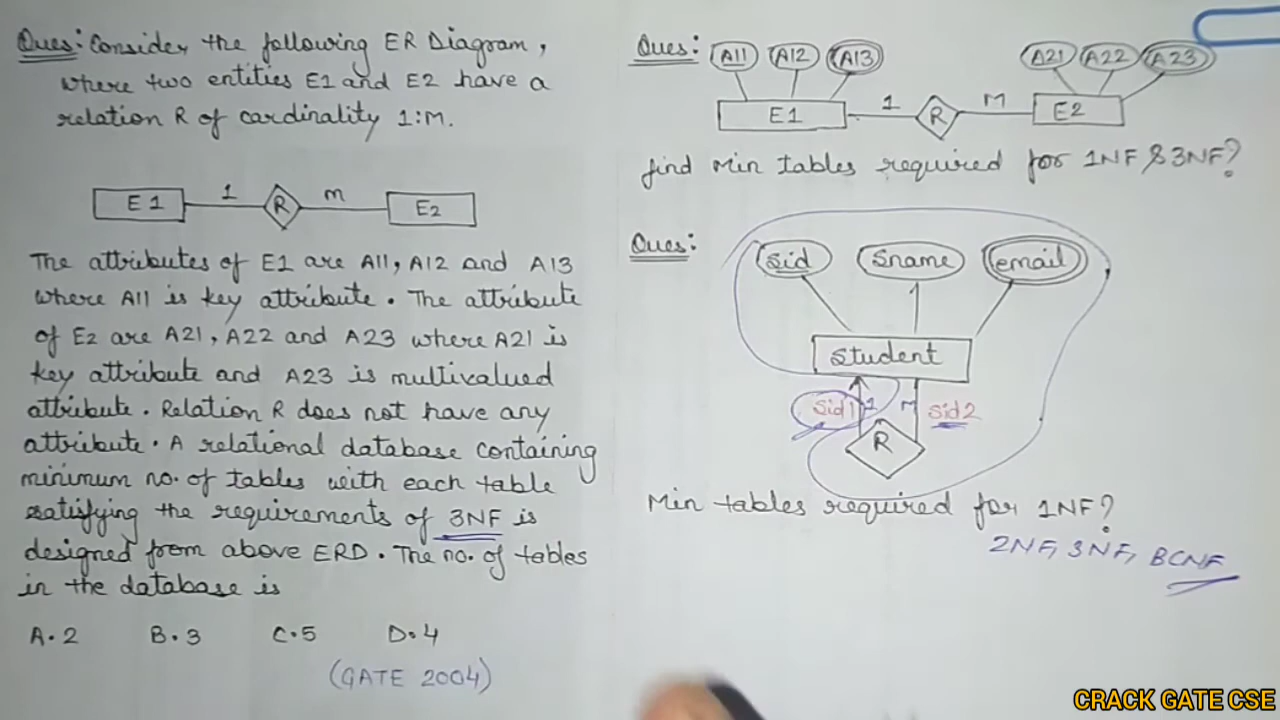 Ques: Consider the following ER Diagram,
where two entities E1 and E2 have a
relation R of cardinality 1:M.
E1 1 R m E2
The attributes of E1 are A11, A12 and A13
where A11 is key attribute. The attribute
of E2 are A21, A22 and A23 where A21 is
key attribute and A23 is multivalued
attribute. Relation R does not have any
attribute. A relational database containing
minimum no. of tables with each table
satisfying the requirements of 3NF is
designed from above ERD. The no. of tables
in the database is
A. 2 B. 3 C. 5 D. 4
(GATE 2004)
Ques: A11 A12 A13 A21 A22 A23
E1 1 R M E2
find Min tables required for 1NF & 3NF?
Ques:
Sid Sname email
Student
Sid1 1 M Sid2
R
Min tables required for 1NF?
2NF, 3NF, BCNF
CRACK GATE CSE